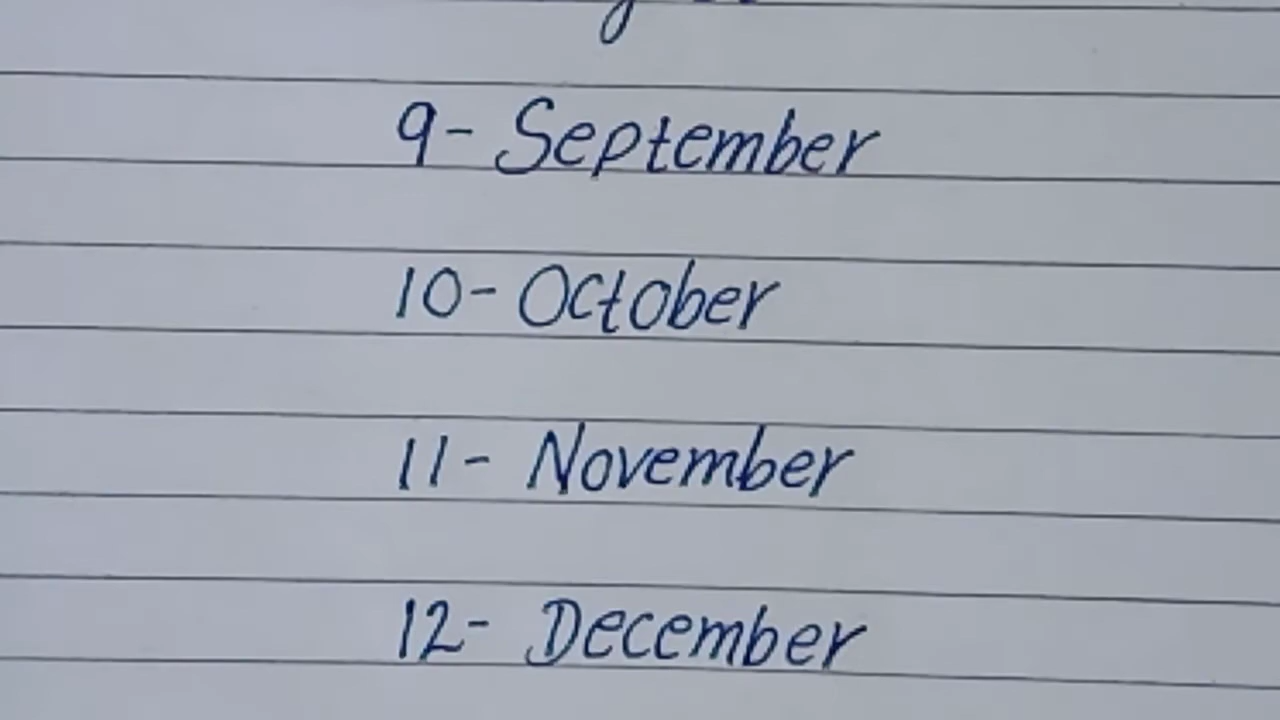 9- September
10- October
11- November
12- December